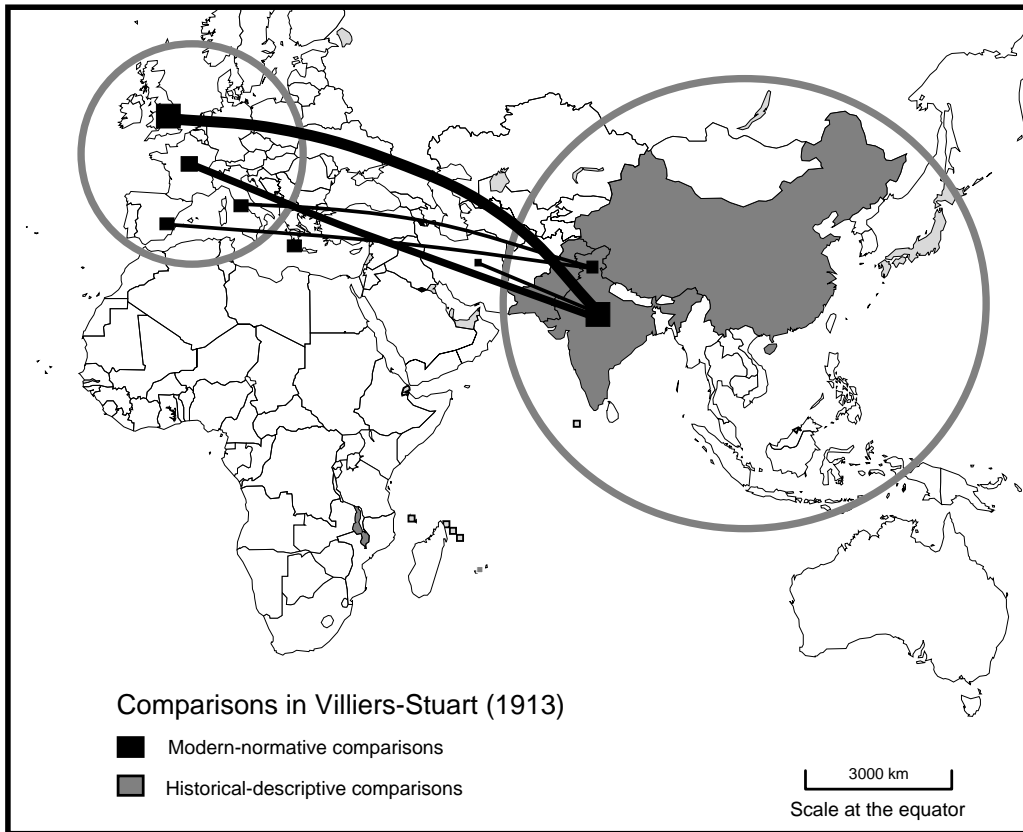 Comparisons in Villiers-Stuart (1913)
Modern-normative comparisons
Historical-descriptive comparisons
3000 km
Scale at the equator